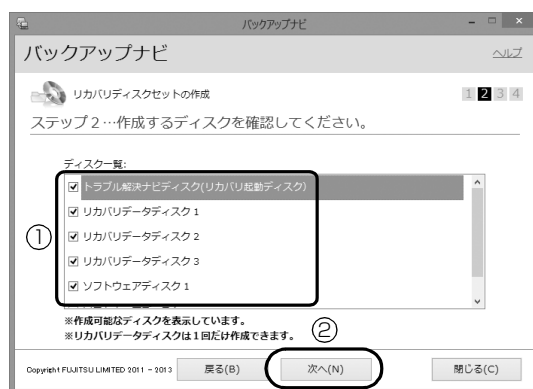 バックアップナビ
バックアップナビ
ヘルプ
リカバリディスクセットの作成
1 2 3 4
ステップ2…作成するディスクを確認してください。
ディスク一覧:
トラブル解決ナビディスク(リカバリ起動ディスク)
リカバリデータディスク 1
リカバリデータディスク 2
リカバリデータディスク 3
ソフトウェアディスク 1
①
※作成可能なディスクを表示しています。
※リカバリデータディスクは1回だけ作成できます。
②
Copyright FUJITSU LIMITED 2011 - 2013
戻る(B)
次へ(N)
閉じる(C)